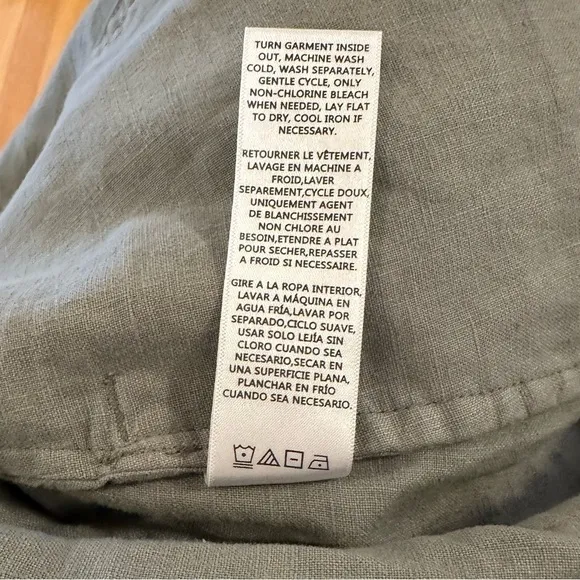 TURN GARMENT INSIDE
OUT, MACHINE WASH
COLD, WASH SEPARATELY,
GENTLE CYCLE, ONLY
NON-CHLORINE BLEACH
WHEN NEEDED, LAY FLAT
TO DRY, COOL IRON IF
NECESSARY.
RETOURNER LE VÊTEMENT,
LAVAGE EN MACHINE A
FROID,LAVER
SEPAREMENT,CYCLE DOUX,
UNIQUEMENT AGENT
DE BLANCHISSEMENT
NON CHLORE AU
BESOIN,ETENDRE A PLAT
POUR SECHER,REPASSER
A FROID SI NECESSAIRE.
GIRE A LA ROPA INTERIOR,
LAVAR A MÁQUINA EN
AGUA FRÍA,LAVAR POR
SEPARADO,CICLO SUAVE,
USAR SOLO LEJÍA SIN
CLORO CUANDO SEA
NECESARIO,SECAR EN
UNA SUPERFICIE PLANA,
PLANCHAR EN FRÍO
CUANDO SEA NECESARIO.